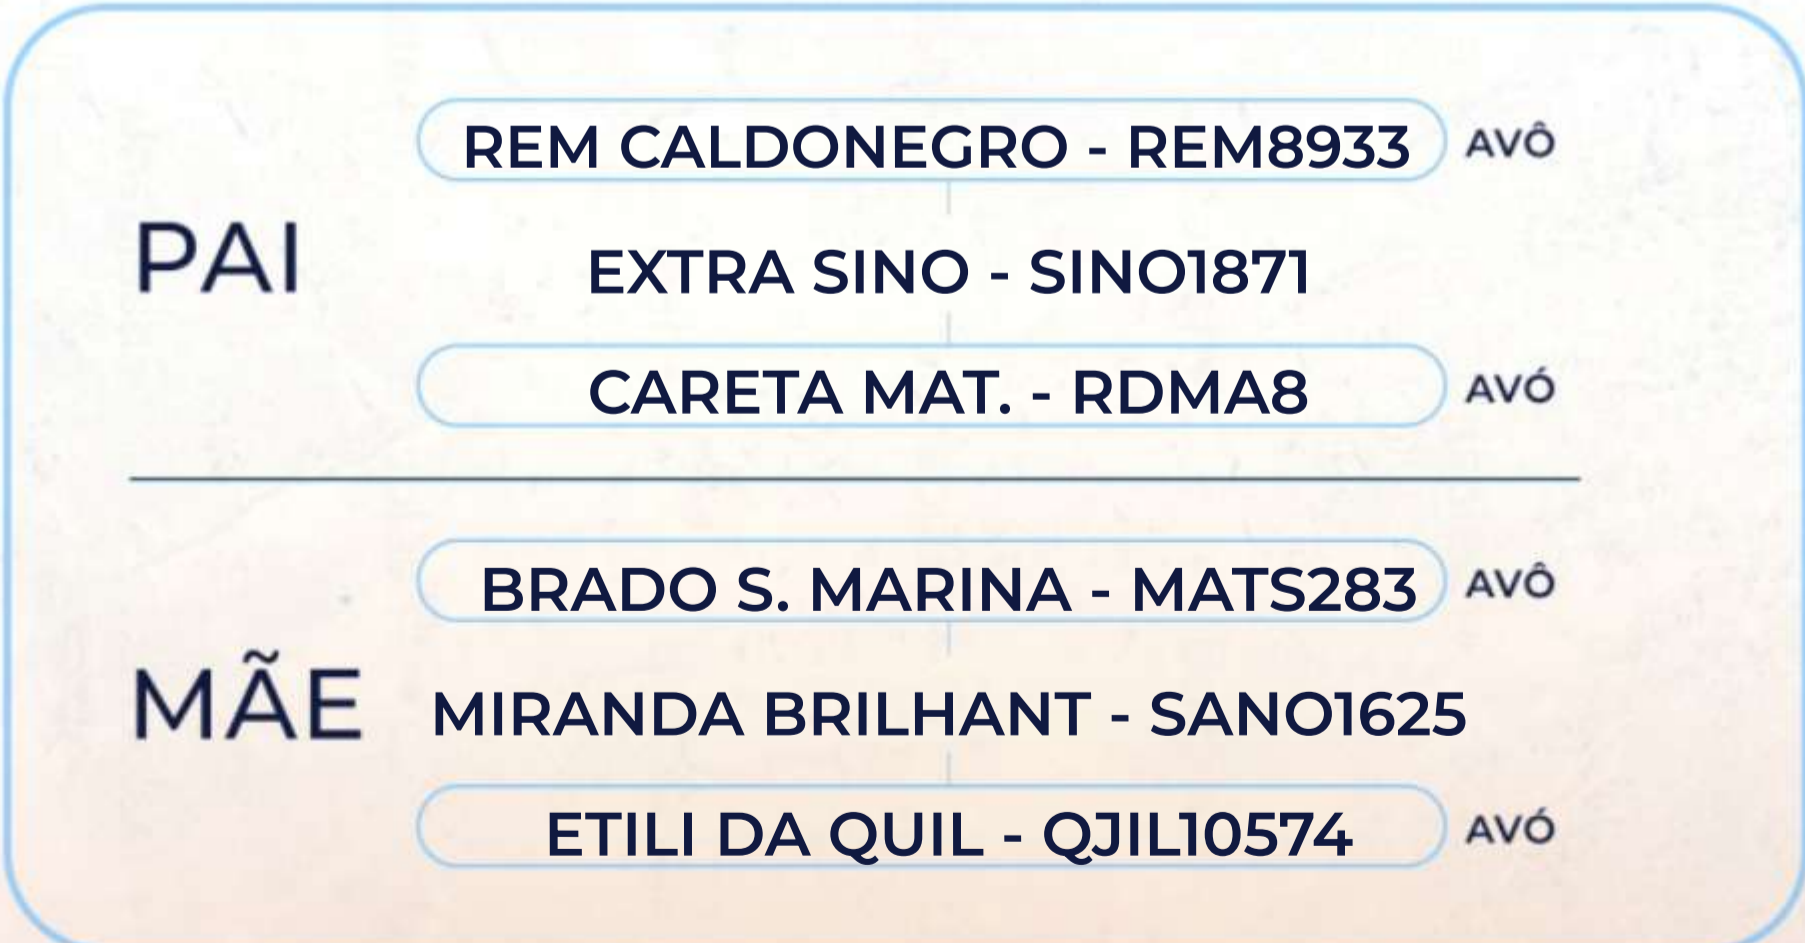 REM CALDONEGRO - REM8933 AVÔ
PAI
EXTRA SINO - SINO1871
CARETA MAT. - RDMA8 AVÓ
BRADO S. MARINA - MATS283 AVÔ
MÃE
MIRANDA BRILHANT - SANO1625
ETILI DA QUIL - QJIL10574 AVÓ